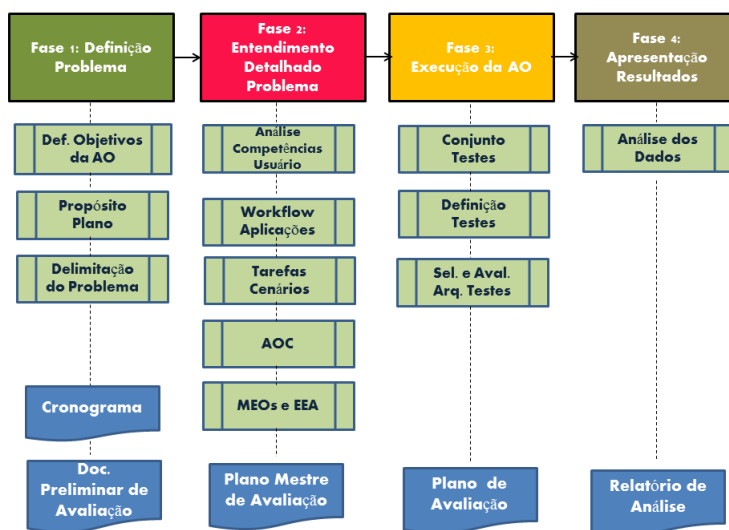 Fase 1: Definição
Problema
Fase 2:
Entendimento
Detalhado
Problema
Fase 3:
Execução da AO
Fase 4:
Apresentação
Resultados
Def. Objetivos
da AO
Propósito
Plano
Delimitação
do Problema
Cronograma
Doc.
Preliminar de
Avaliação
Análise
Competências
Usuário
Workflow
Aplicações
Tarefas
Cenários
AOC
MEOs e EEA
Plano Mestre
de Avaliação
Conjunto
Testes
Definição
Testes
Sel. e Aval.
Arq. Testes
Plano de
Avaliação
Análise dos
Dados
Relatório de
Análise